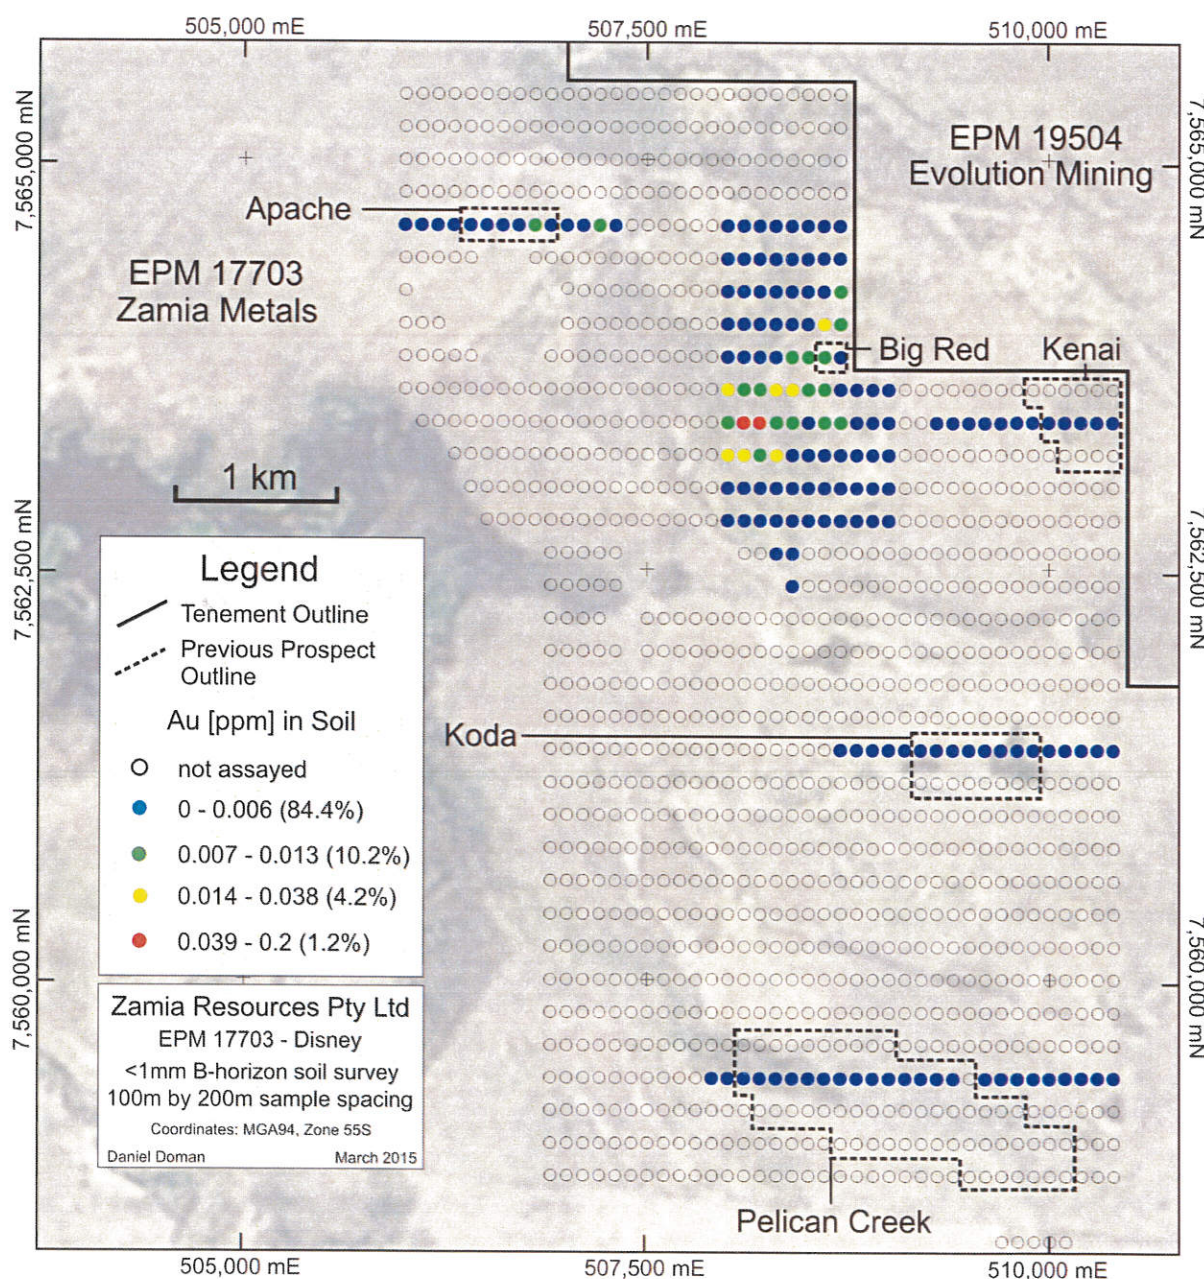 505,000 mE
507,500 mE
510,000 mE
7,565,000 mN
7,565,000 mN
EPM 19504
Evolution Mining
Apache
EPM 17703
Zamia Metals
Big Red
Kenai
1 km
7,562,500 mN
7,562,500 mN
Legend
Tenement Outline
Previous Prospect
Outline
Au [ppm] in Soil
not assayed
0 - 0.006 (84.4%)
0.007 - 0.013 (10.2%)
0.014 - 0.038 (4.2%)
0.039 - 0.2 (1.2%)
Koda
7,560,000 mN
7,560,000 mN
Zamia Resources Pty Ltd
EPM 17703 - Disney
<1mm B-horizon soil survey
100m by 200m sample spacing
Coordinates: MGA94, Zone 55S
Daniel Doman March 2015
Pelican Creek
505,000 mE
507,500 mE
510,000 mE